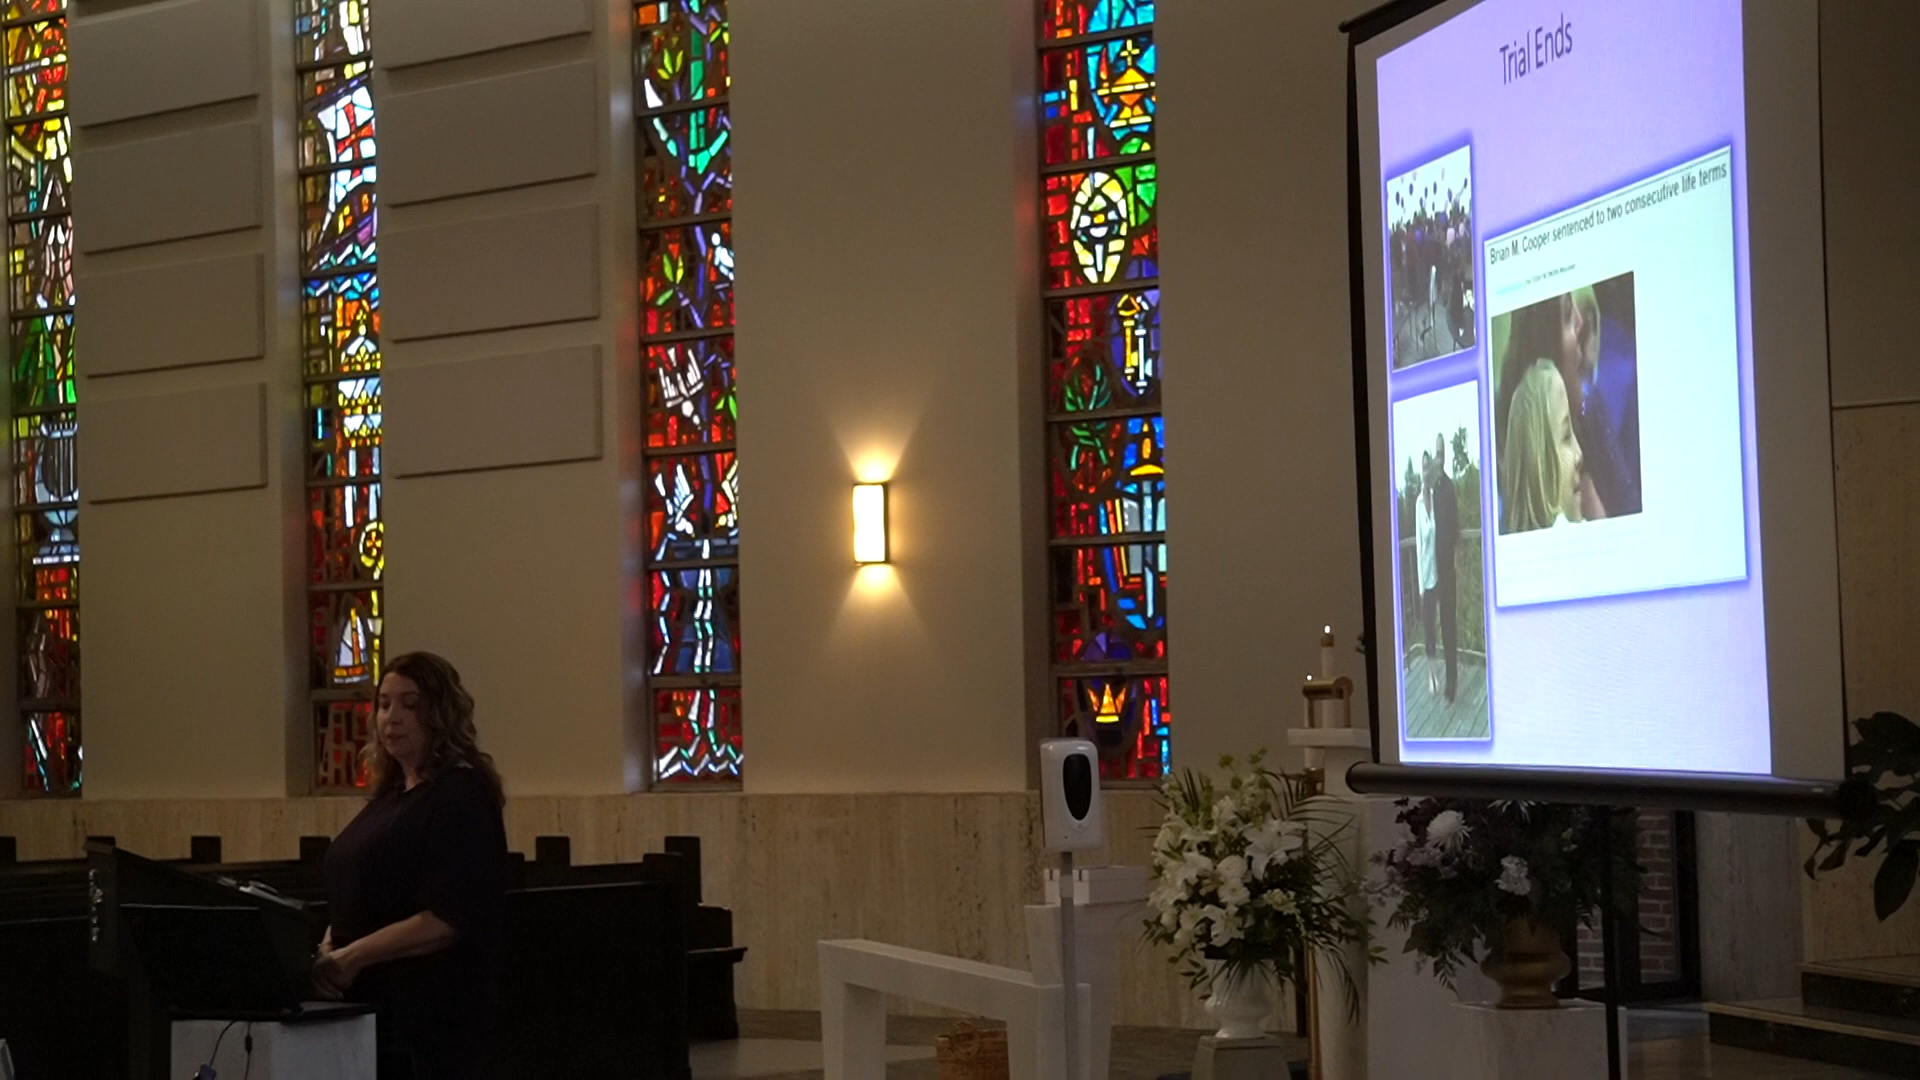 Trial Ends
Brian M. Cooper sentenced to two consecutive life terms